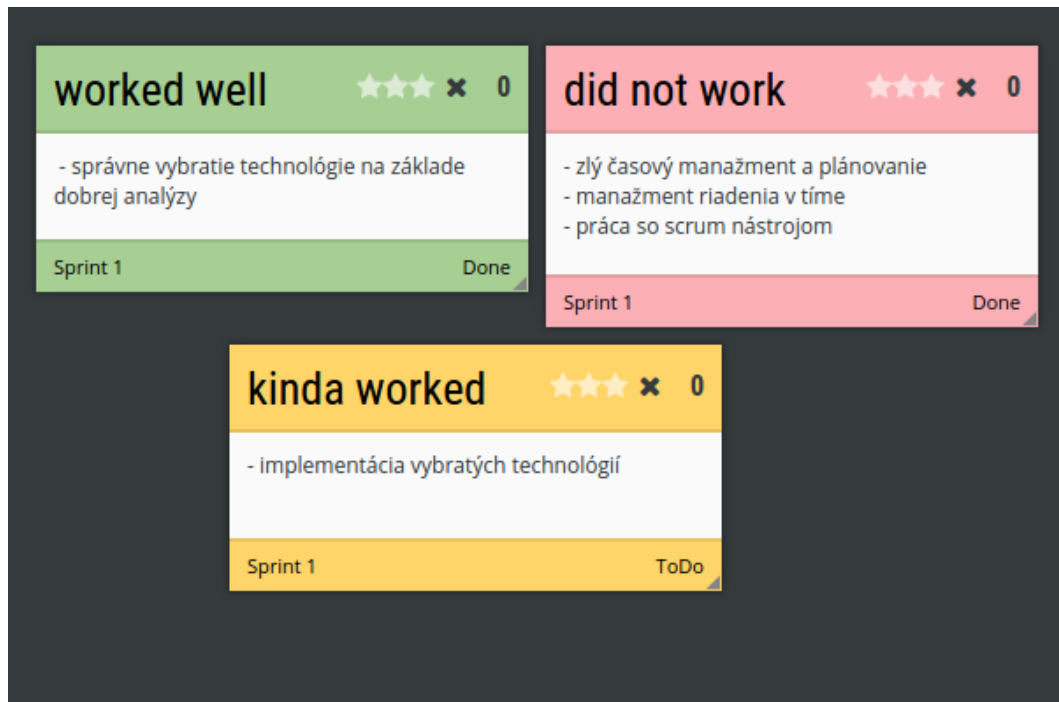 worked well 0
- správne vybratie technológie na základe
dobrej analýzy
Sprint 1 Done
did not work 0
- zlý časový manažment a plánovanie
- manažment riadenia v tíme
- práca so scrum nástrojom
Sprint 1 Done
kinda worked 0
- implementácia vybratých technológií
Sprint 1 ToDo